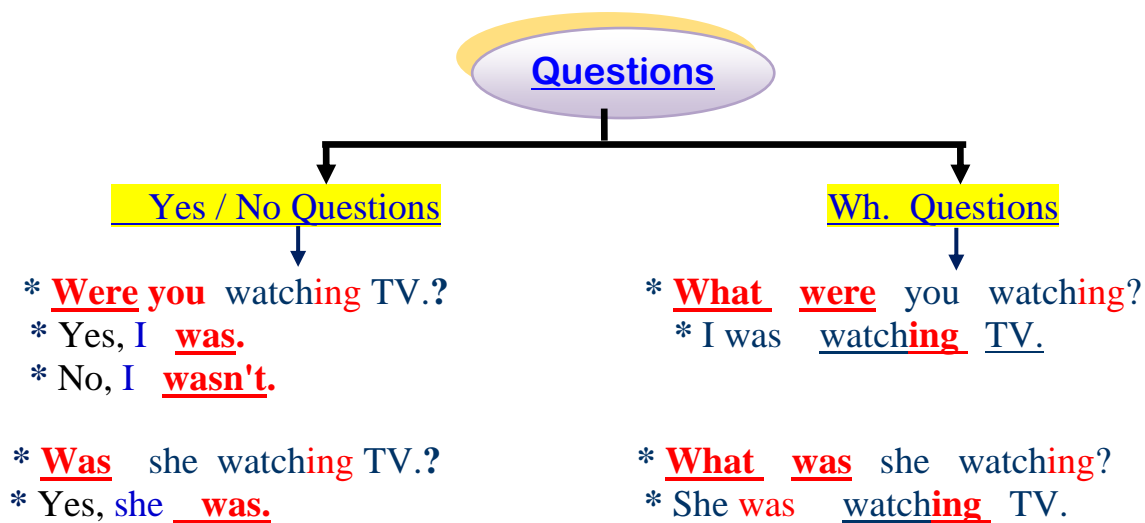 Questions
Yes / No Questions
* Were you watching TV.?
* Yes, I was.
* No, I wasn't.
* Was she watching TV.?
* Yes, she was.
Wh. Questions
* What were you watching?
* I was watching TV.
* What was she watching?
* She was watching TV.